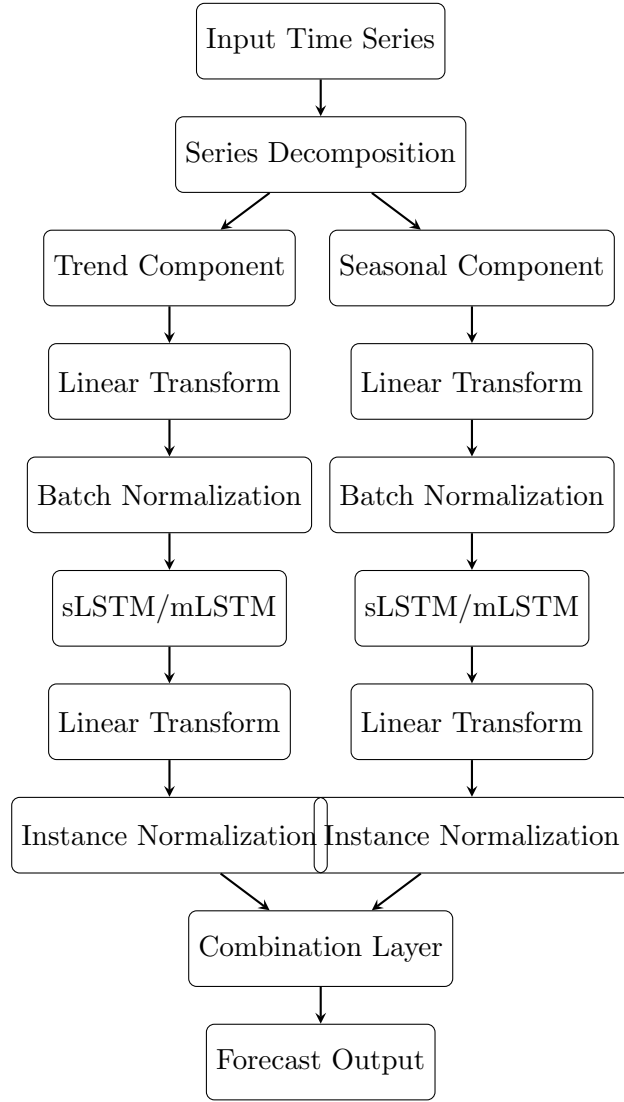 Input Time Series
Series Decomposition
Trend Component
Seasonal Component
Linear Transform
Linear Transform
Batch Normalization
Batch Normalization
sLSTM/mLSTM
sLSTM/mLSTM
Linear Transform
Linear Transform
Instance Normalization
Instance Normalization
Combination Layer
Forecast Output